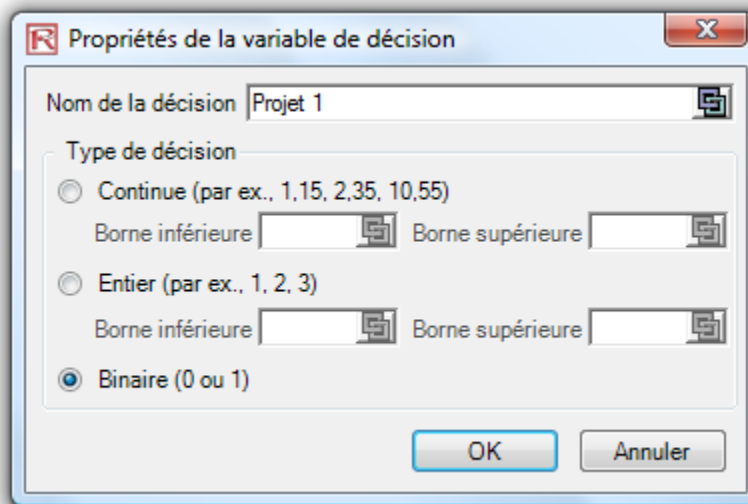 Propriétés de la variable de décision
Nom de la décision Projet 1
Type de décision
Continue (par ex., 1,15, 2,35, 10,55)
Borne inférieure Borne supérieure
Entier (par ex., 1, 2, 3)
Borne inférieure Borne supérieure
Binaire (0 ou 1)
OK Annuler